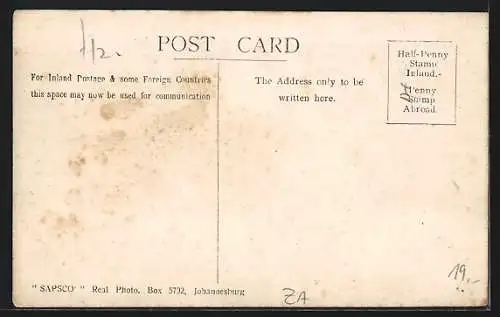 1/2.
POST CARD
For Inland Postage & some Foreign Countries
this space may now be used for communication
The Address only to be
written here.
Half-Penny
Stamp
Inland.-
Penny
Stamp
Abroad.
"SAPSCO" Real Photo, Box 5792, Johannesburg
ZA
19,-